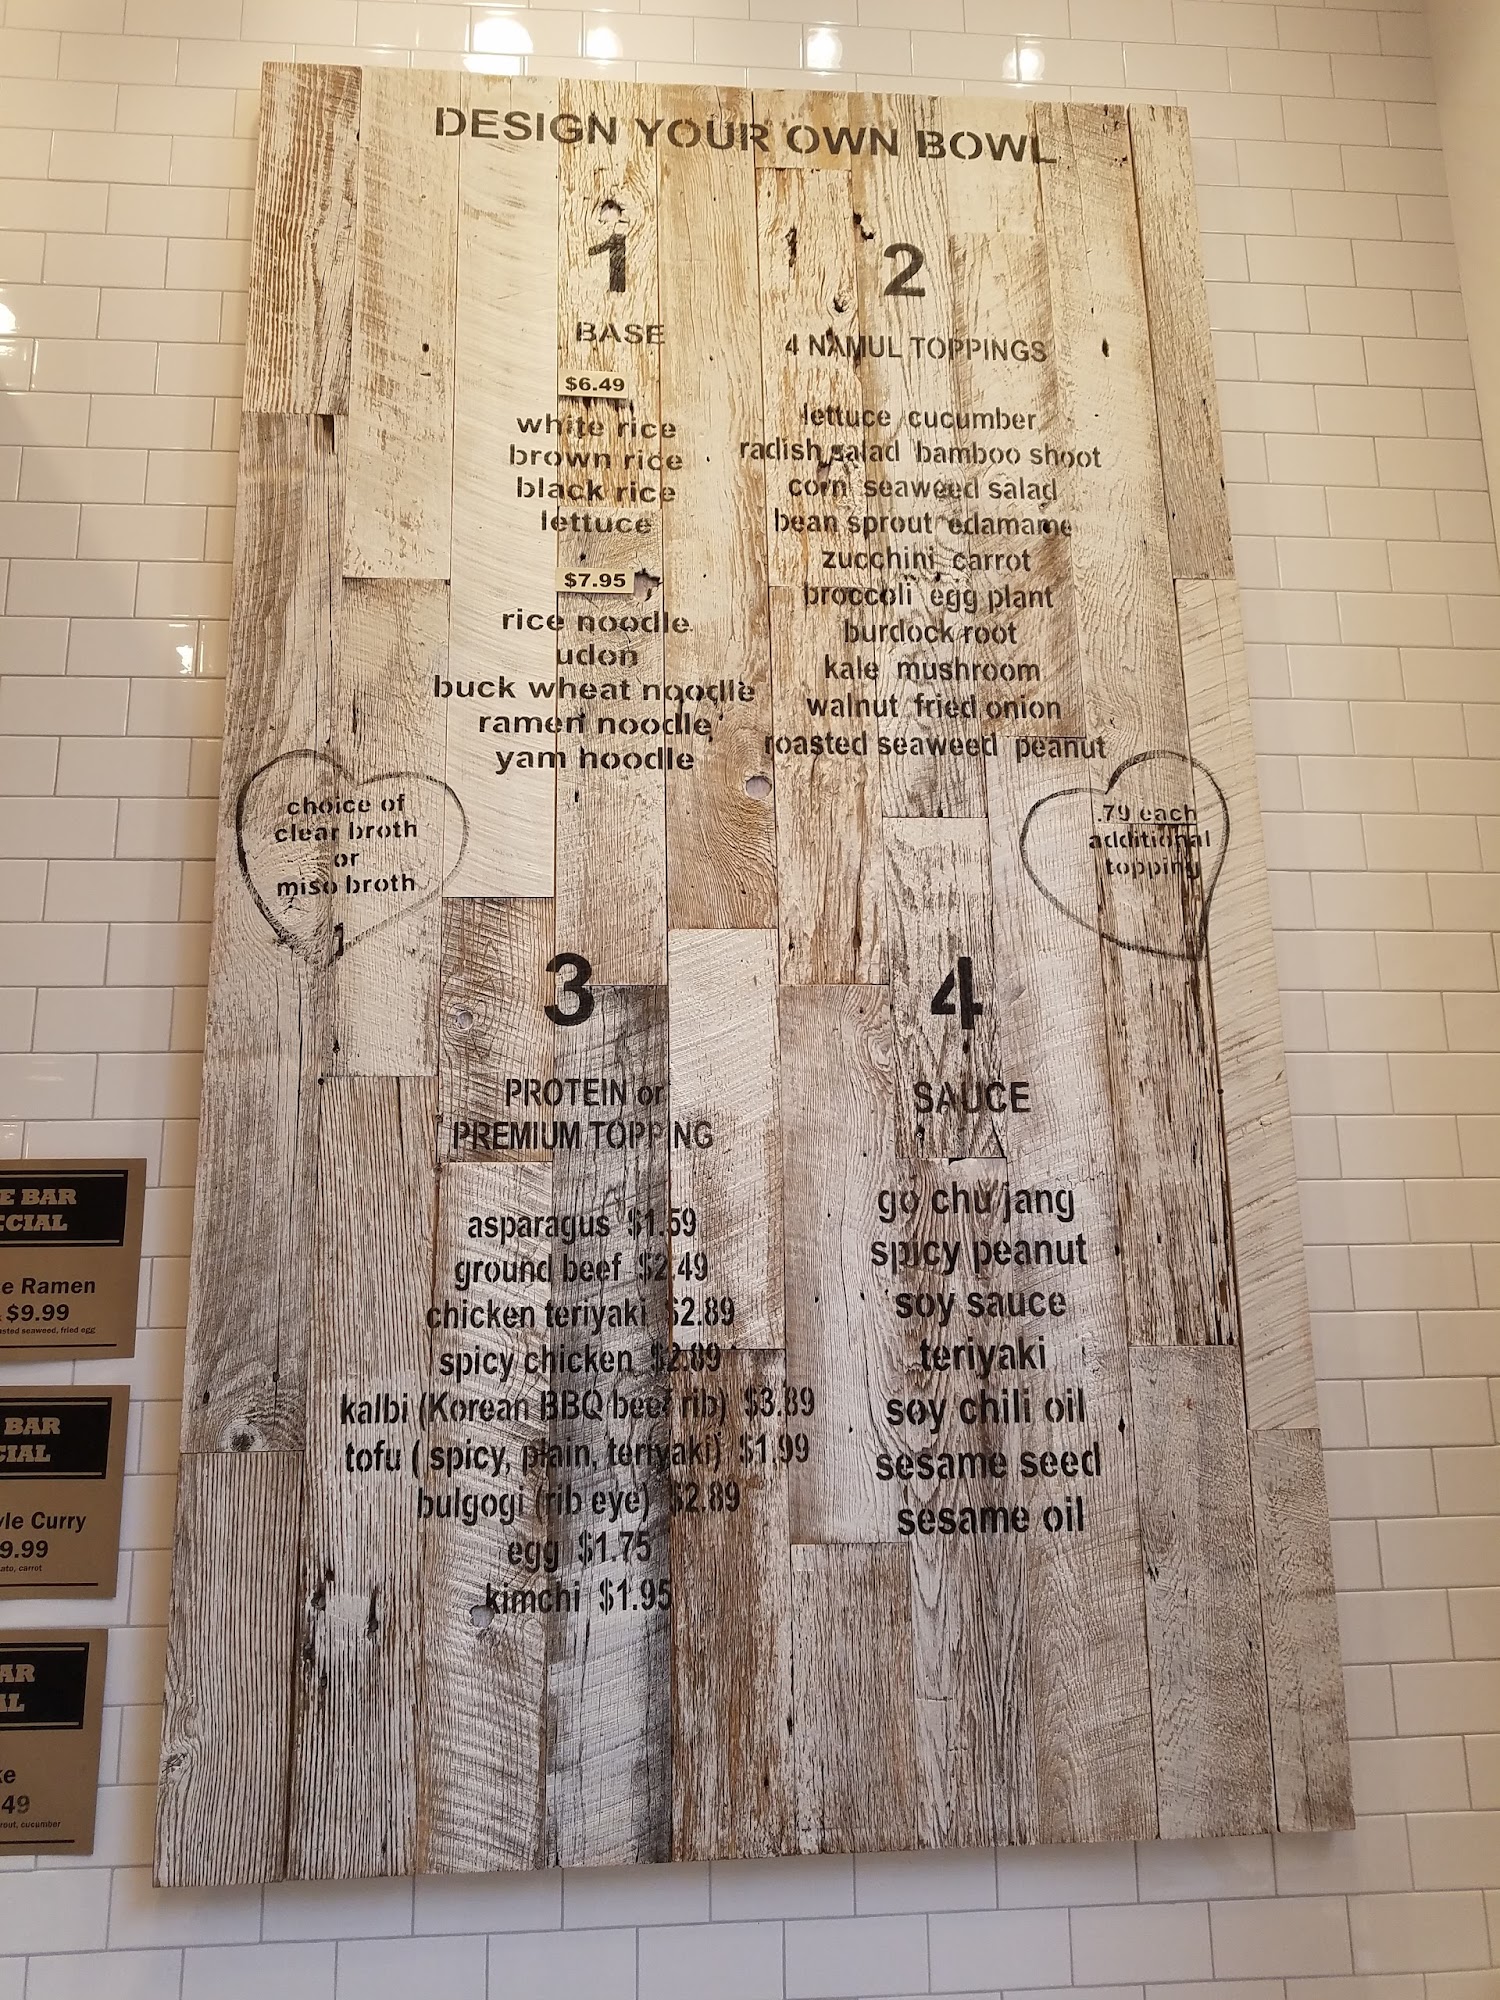 DESIGN YOUR OWN BOWL
1
BASE
$6.49
white rice
brown rice
black rice
lettuce
$7.95
rice noodle
udon
buck wheat noodle
ramen noodle
yam noodle
choice of
clear broth
or
miso broth
2
4 NAMUL TOPPINGS
lettuce cucumber
radish salad bamboo shoot
corn seaweed salad
bean sprout edamame
zucchini carrot
broccoli egg plant
burdock root
kale mushroom
walnut fried onion
roasted seaweed peanut
.79 each
additional
topping
3
PROTEIN or
PREMIUM TOPPING
asparagus $1.59
ground beef $2.49
chicken teriyaki $2.89
spicy chicken $2.89
kalbi (Korean BBQ beef rib) $3.89
tofu ( spicy, plain, teriyaki) $1.99
bulgogi (rib eye) $2.89
egg $1.75
kimchi $1.95
4
SAUCE
go chu jang
spicy peanut
soy sauce
teriyaki
soy chili oil
sesame seed
sesame oil
BAR
Ramen
$9.99
seaweed, fried egg
BAR
Curry
9.99
carrot
49
cucumber